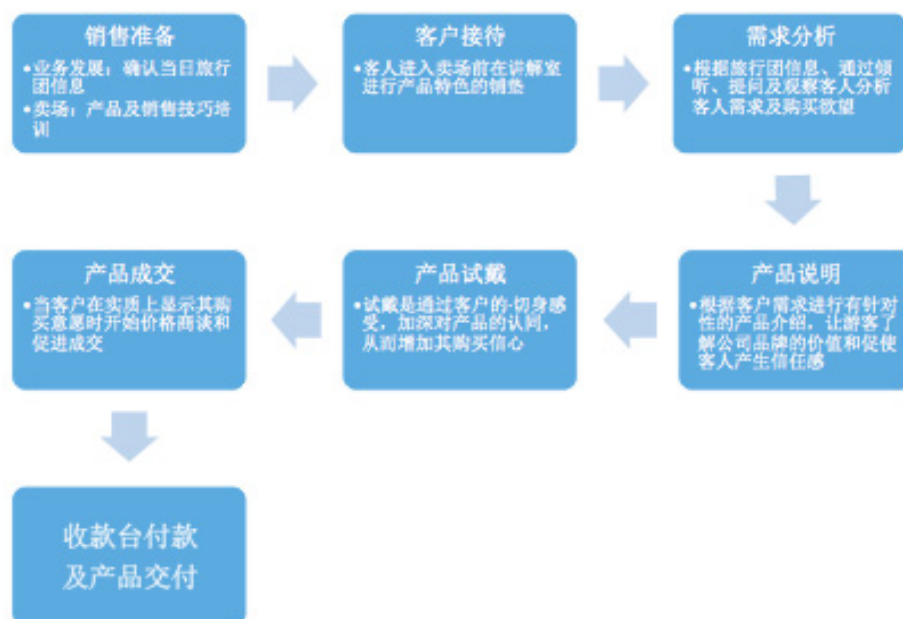 销售准备
•业务发展：确认当日旅行
团信息
•卖场：产品及销售技巧培
训
客户接待
•客人进入卖场前在讲解室
进行产品特色的铺垫
需求分析
•根据旅行团信息、通过倾
听、提问及观察客人分析
客人需求及购买欲望
产品说明
•根据客户需求进行有针对
性的产品介绍，让游客了
解公司品牌的价值和促使
客人产生信任感
产品试戴
•试戴是通过客户的-切身感
受，加深对产品的认同，
从而增加其购买信心
产品成交
•当客户在实质上显示其购
买意愿时开始价格商谈和
促进成交
收款台付款
及产品交付